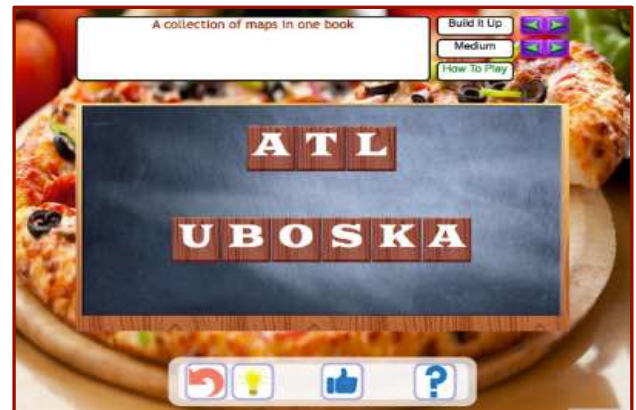 A collection of maps in one book
Build It Up
Medium
How To Play
ATL
UBOSKA
?